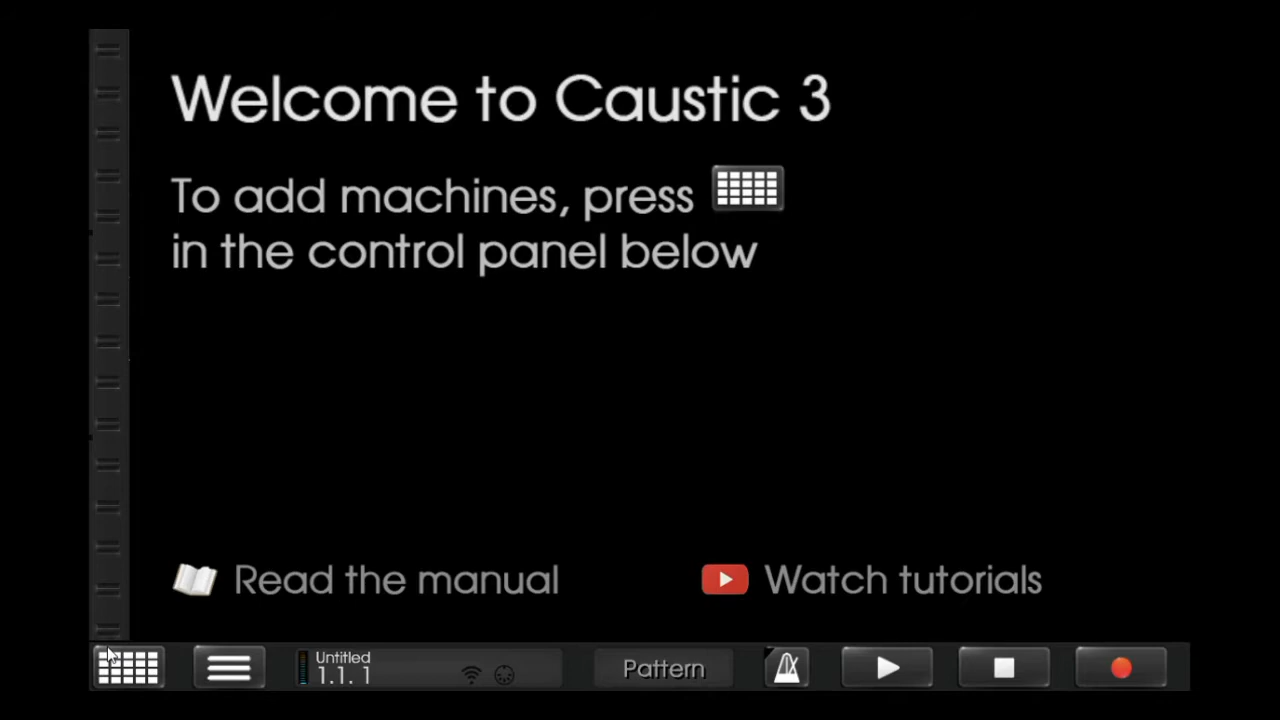 Welcome to Caustic 3
To add machines, press
in the control panel below
Read the manual
Watch tutorials
Untitled
1.1. 1
Pattern